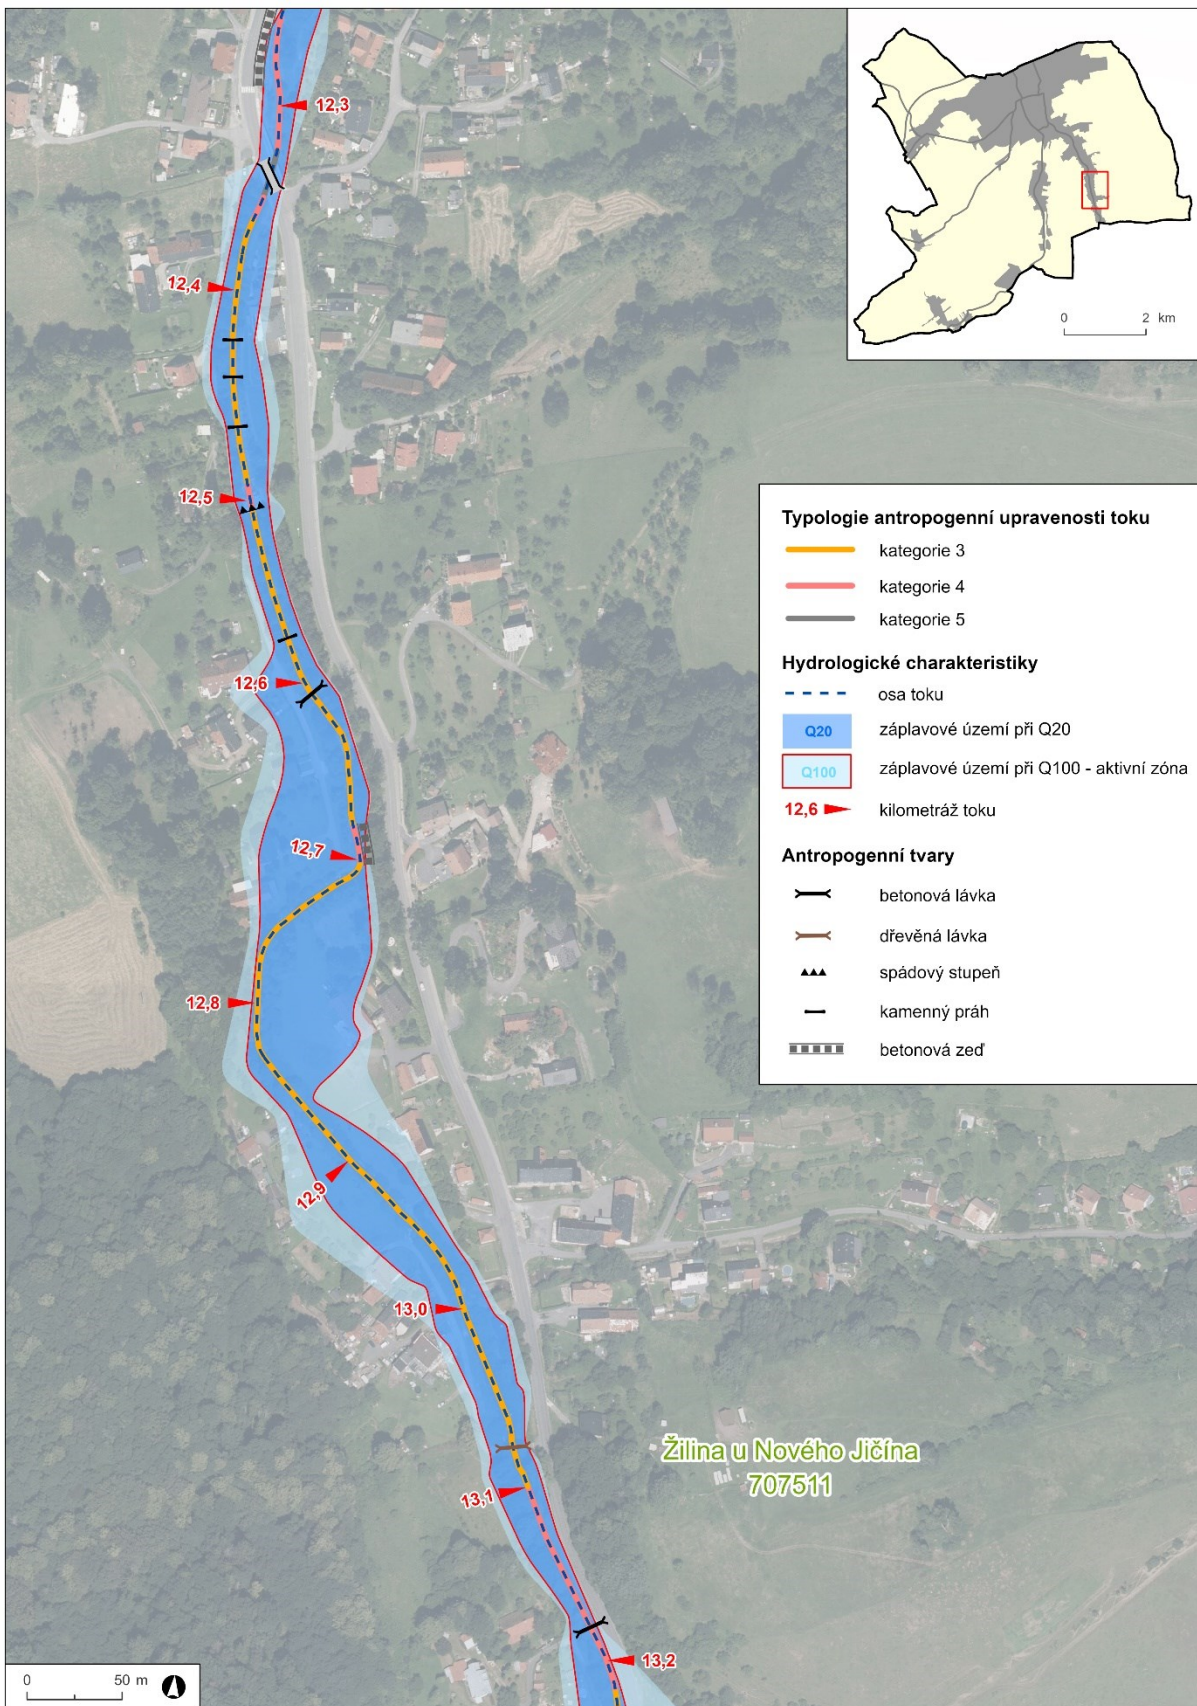 12,3
0 2 km
12,4
12,5
Typologie antropogenní upravenosti toku
kategorie 3
kategorie 4
kategorie 5
Hydrologické charakteristiky
osa toku
Q20 záplavové území při Q20
Q100 záplavové území při Q100 - aktivní zóna
12,6 kilometráž toku
Antropogenní tvary
betonová lávka
dřevěná lávka
spádový stupeň
kamenný práh
betonová zeď
12,6
12,7
12,8
12,9
13,0
Žilina u Nového Jičína
707511
13,1
13,2
0 50 m